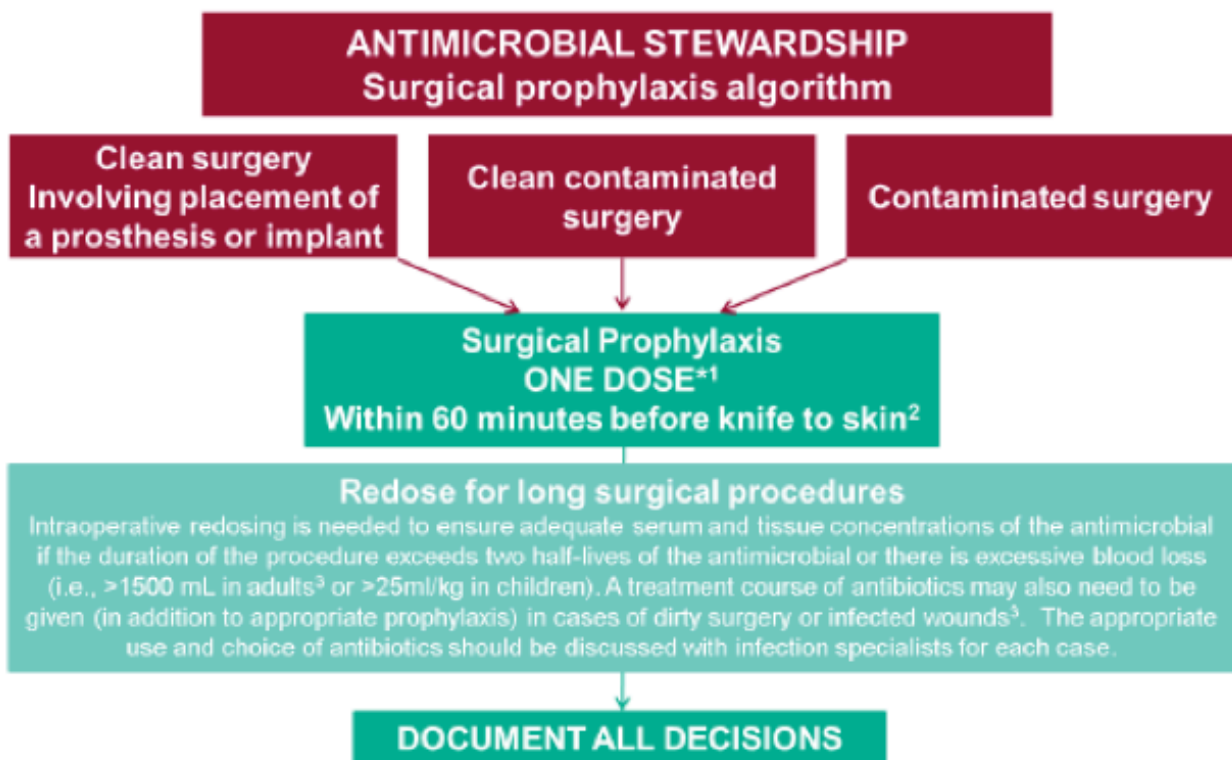 ANTIMICROBIAL STEWARDSHIP
Surgical prophylaxis algorithm
Clean surgery
Involving placement of
a prosthesis or implant
Clean contaminated
surgery
Contaminated surgery
Surgical Prophylaxis
ONE DOSE*¹
Within 60 minutes before knife to skin²
Redose for long surgical procedures
Intraoperative redosing is needed to ensure adequate serum and tissue concentrations of the antimicrobial
if the duration of the procedure exceeds two half-lives of the antimicrobial or there is excessive blood loss
(i.e., >1500 mL in adults³ or >25ml/kg in children). A treatment course of antibiotics may also need to be
given (in addition to appropriate prophylaxis) in cases of dirty surgery or infected wounds³. The appropriate
use and choice of antibiotics should be discussed with infection specialists for each case.
DOCUMENT ALL DECISIONS